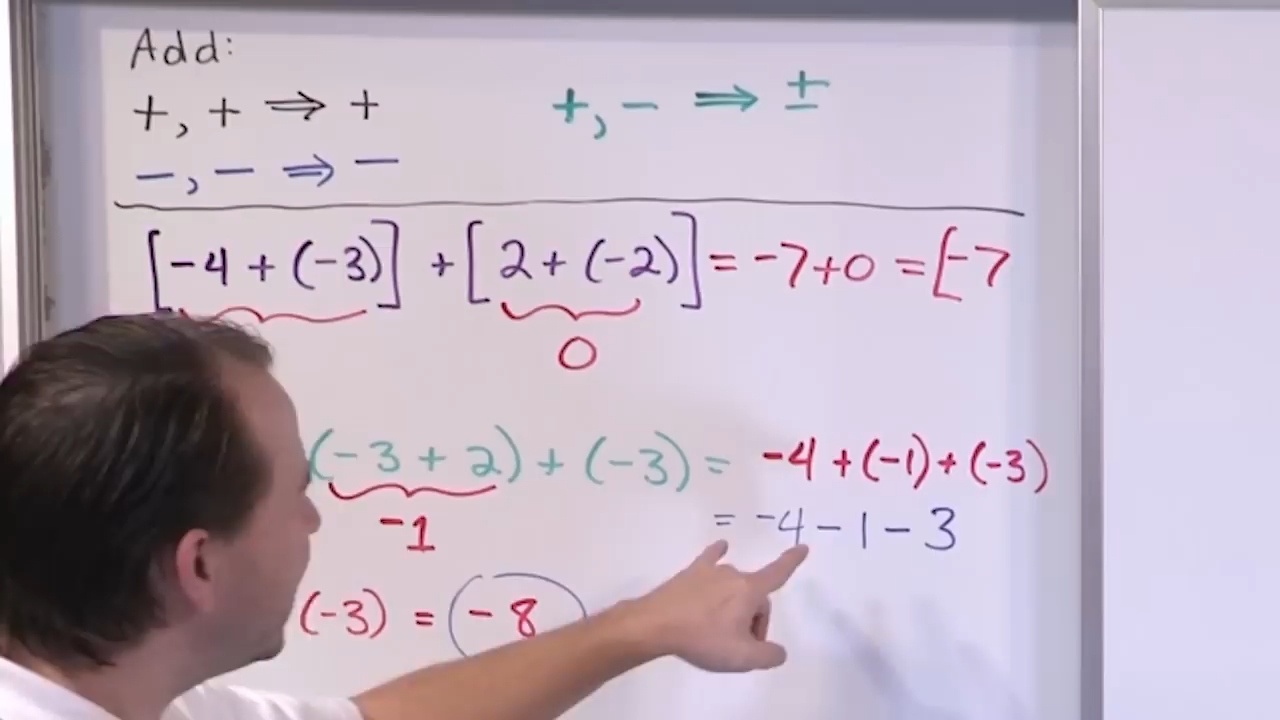 Add:
+, + ⇒ +
+, - ⇒ ±
-, - ⇒ -
[-4 + (-3)] + [2 + (-2)] = -7+0 = [-7
0
(-3 + 2) + (-3) = -4 + (-1) + (-3)
-1
= -4 - 1 - 3
(-3) = -8